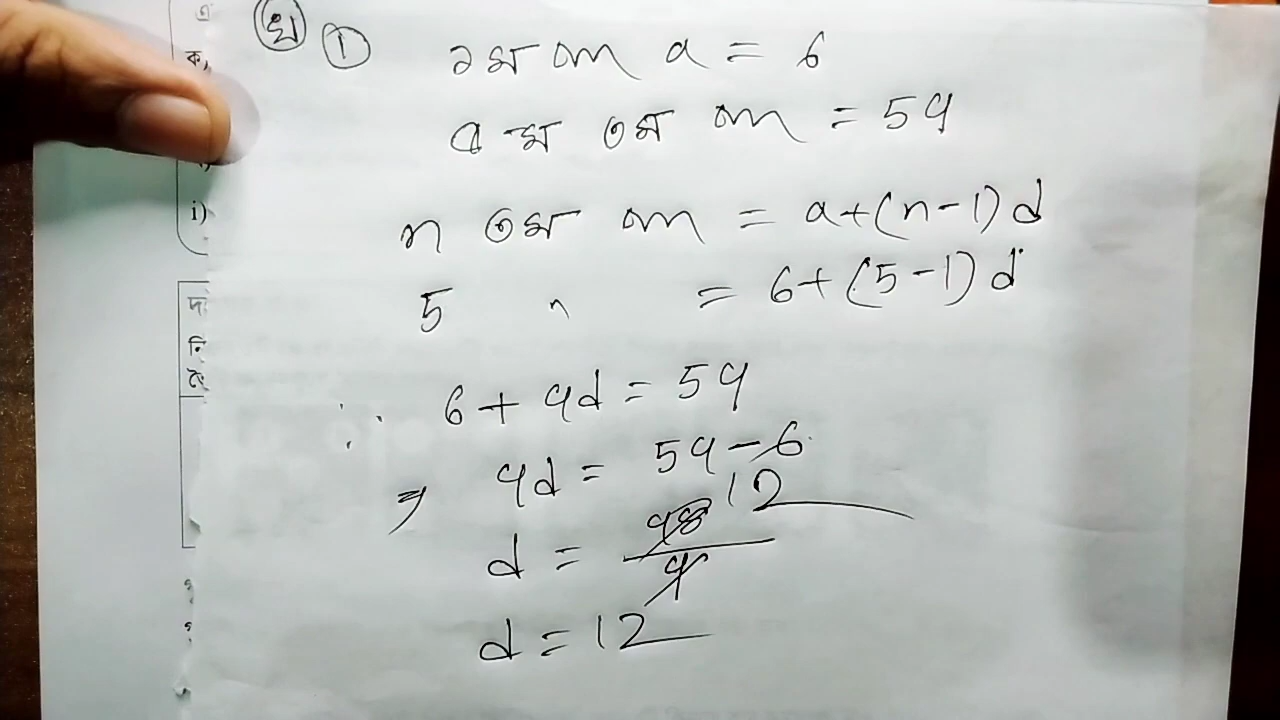 খ ① ১ম পদ a = 6
৫ ম তম পদ = 54
n তম পদ = a+(n-1)d
5 " = 6+(5-1)d
∴ 6 + 4d = 54
⇒ 4d = 54-6
d = 48/4 12
d = 12
ক,
i)